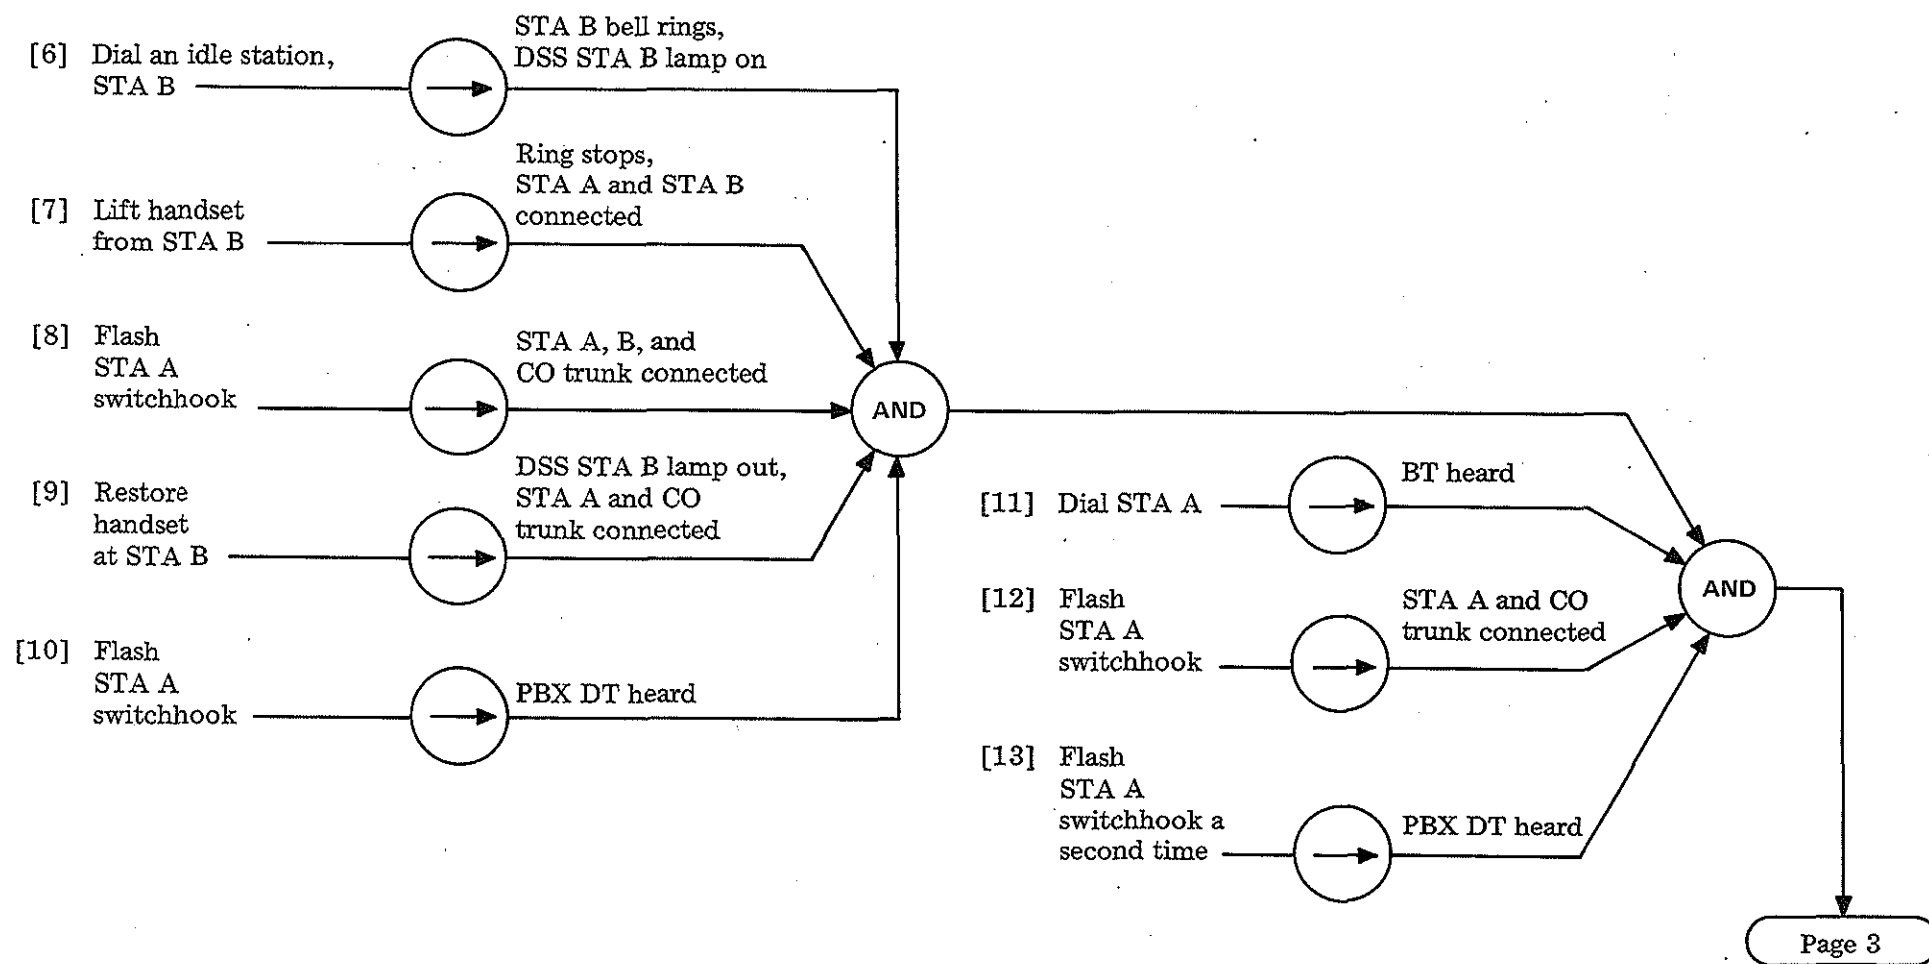 [6] Dial an idle station,
STA B
STA B bell rings,
DSS STA B lamp on
[7] Lift handset
from STA B
Ring stops,
STA A and STA B
connected
[8] Flash
STA A
switchhook
STA A, B, and
CO trunk connected
AND
[9] Restore
handset
at STA B
DSS STA B lamp out,
STA A and CO
trunk connected
[10] Flash
STA A
switchhook
PBX DT heard
[11] Dial STA A
BT heard
[12] Flash
STA A
switchhook
STA A and CO
trunk connected
AND
[13] Flash
STA A
switchhook a
second time
PBX DT heard
Page 3